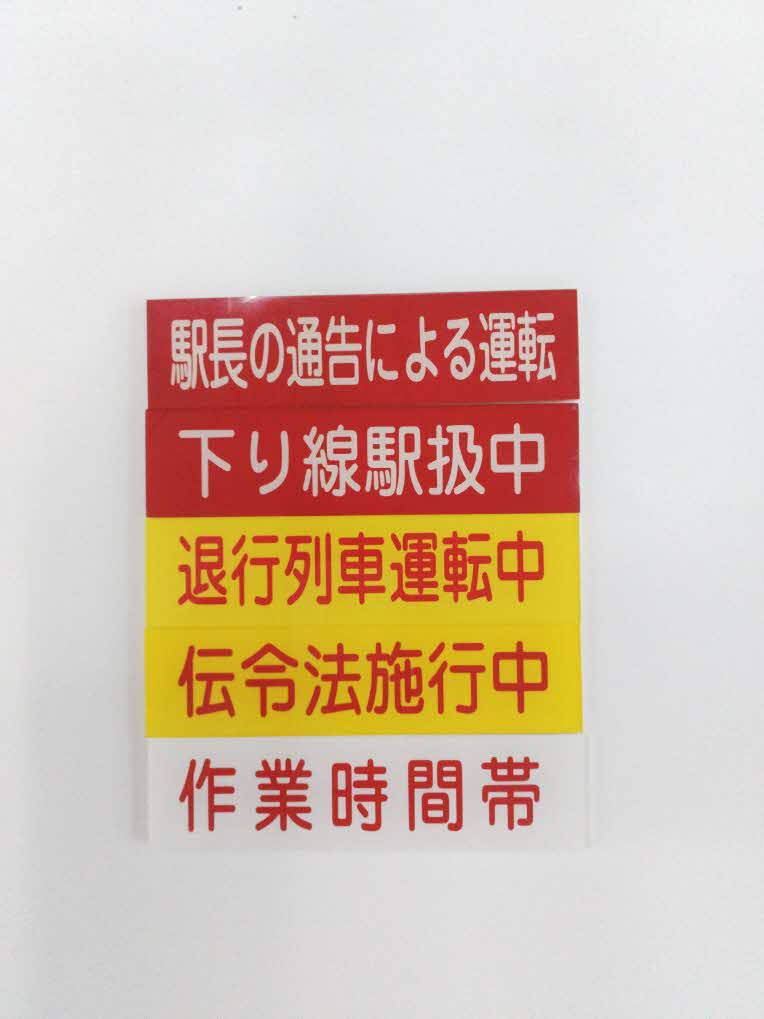 駅長の通告による運転
下り線駅扱中
退行列車運転中
伝令法施行中
作業時間帯